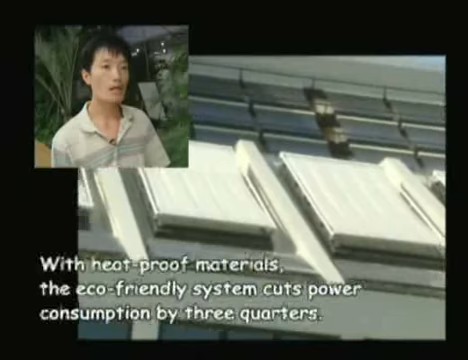 With heat-proof materials,
the eco-friendly system cuts power
consumption by three quarters.